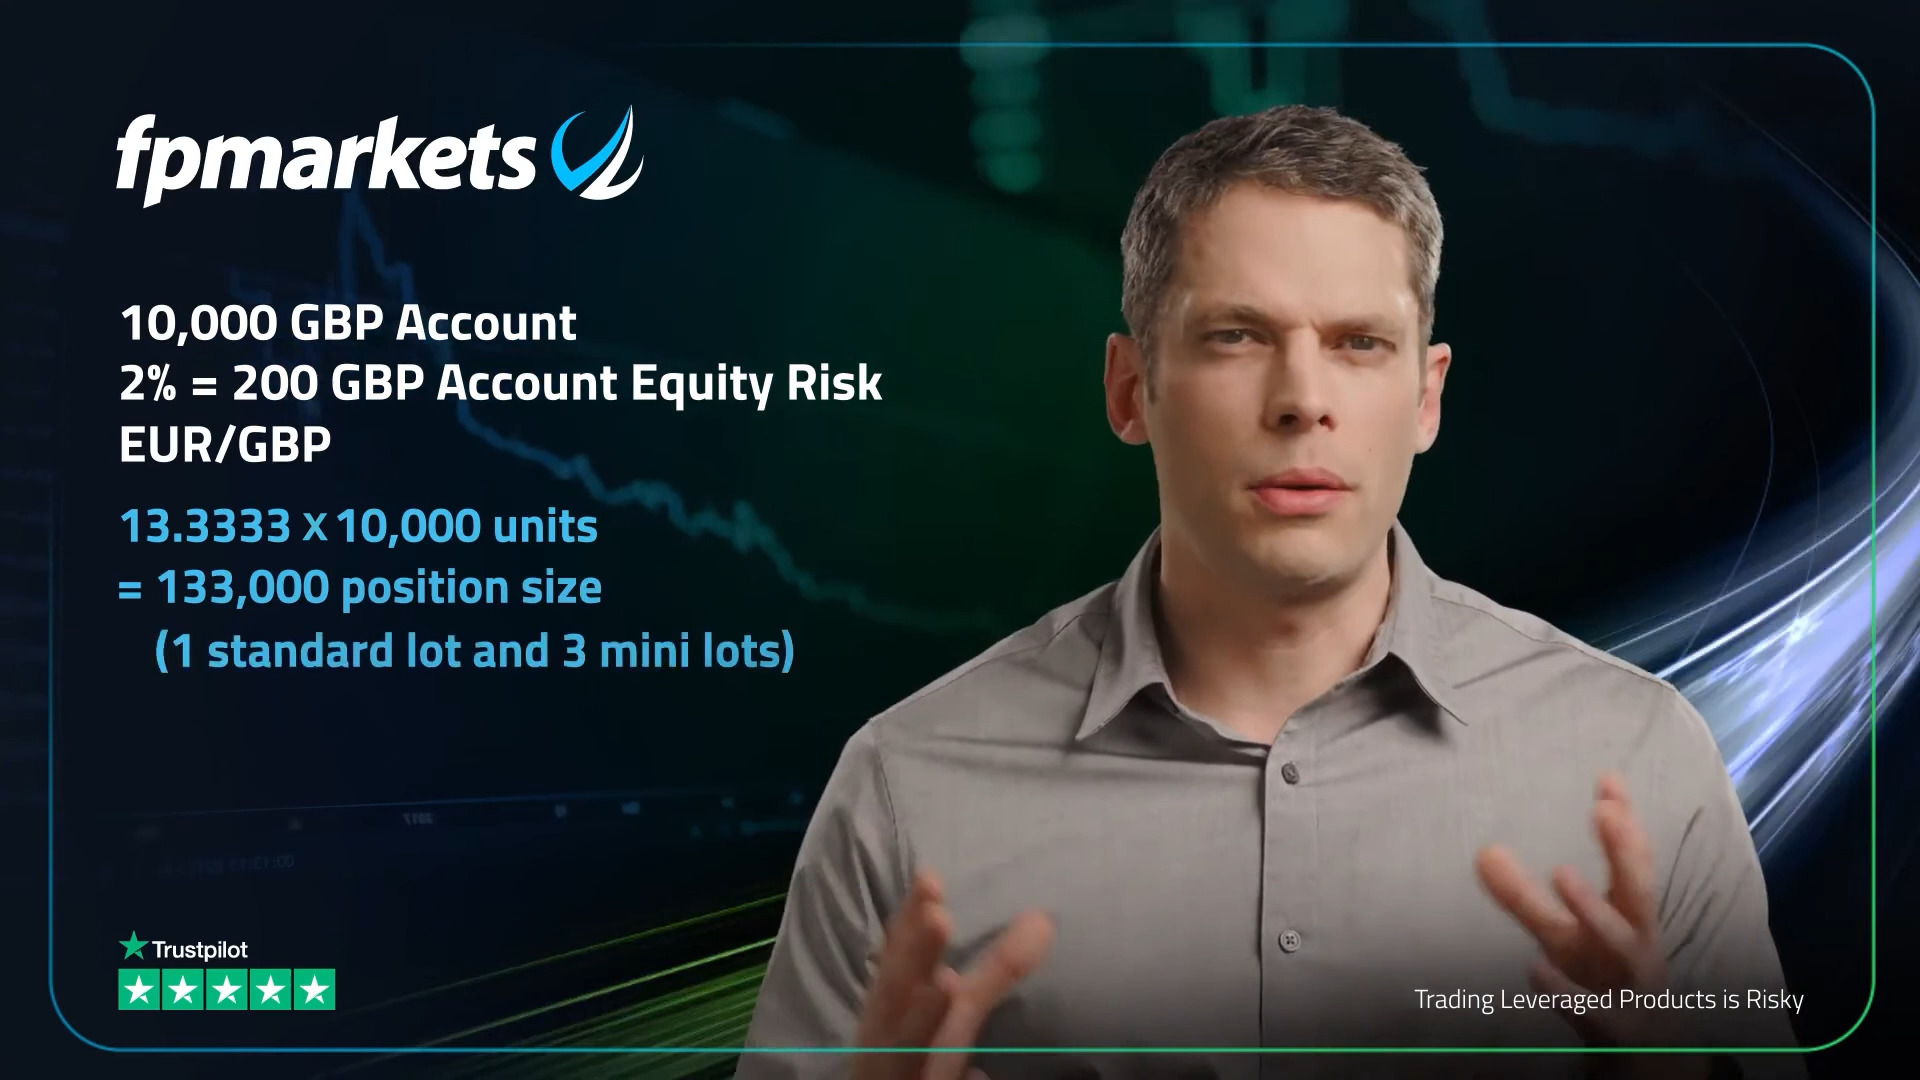 fpmarkets
10,000 GBP Account
2% = 200 GBP Account Equity Risk
EUR/GBP
13.3333 x 10,000 units
= 133,000 position size
(1 standard lot and 3 mini lots)
Trustpilot
Trading Leveraged Products is Risky